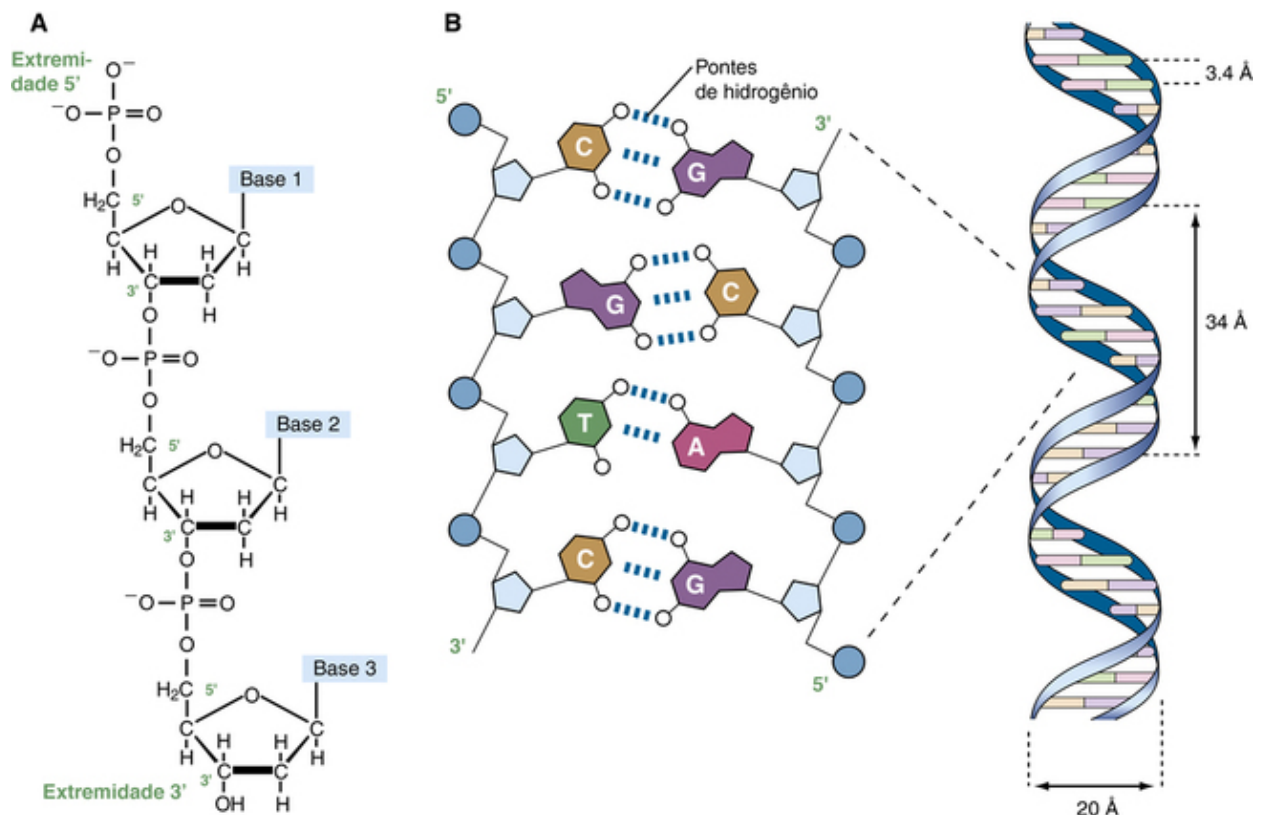 A
Extremi-
dade 5'
O⁻
⁻O–P=O
O
H₂C 5'
O
Base 1
C
C
H
H
H
H
3' C
C
O
H
⁻O–P=O
O
H₂C 5'
O
Base 2
C
C
H
H
H
H
3' C
C
O
H
⁻O–P=O
O
H₂C 5'
O
Base 3
C
C
H
H
H
H
3' C
C
Extremidade 3'
OH
H
B
Pontes
de hidrogênio
5'
3'
C
G
G
C
T
A
C
G
3'
5'
3.4 Å
34 Å
20 Å